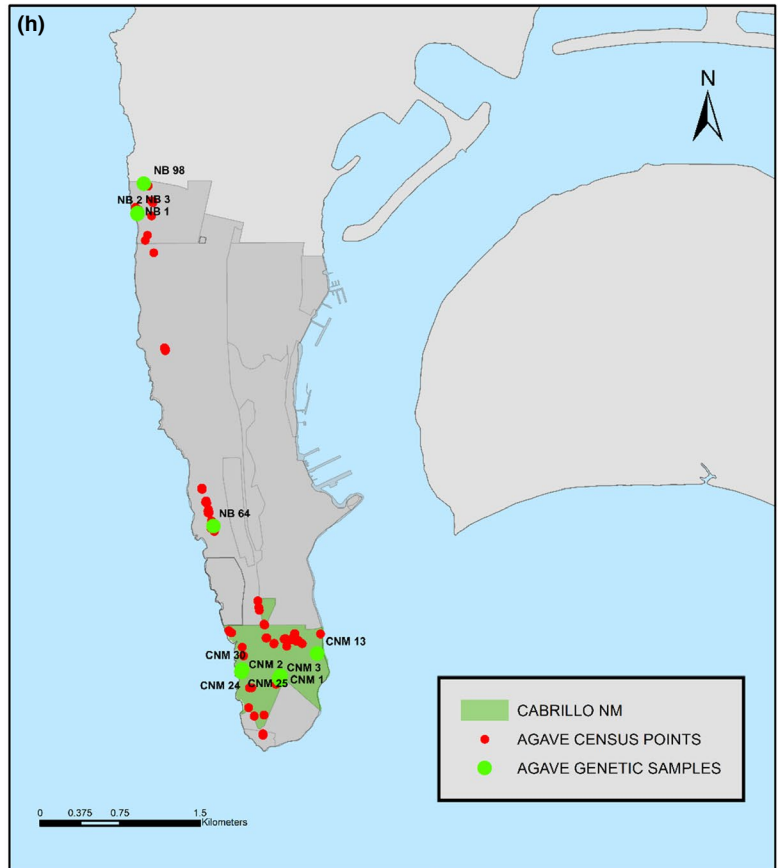 (h)
N
NB 98
NB 2 NB 3
NB 1
NB 64
CNM 13
CNM 30
CNM 2 CNM 3
CNM 24 CNM 25 CNM 1
CABRILLO NM
AGAVE CENSUS POINTS
AGAVE GENETIC SAMPLES
0 0.375 0.75 1.5
Kilometers